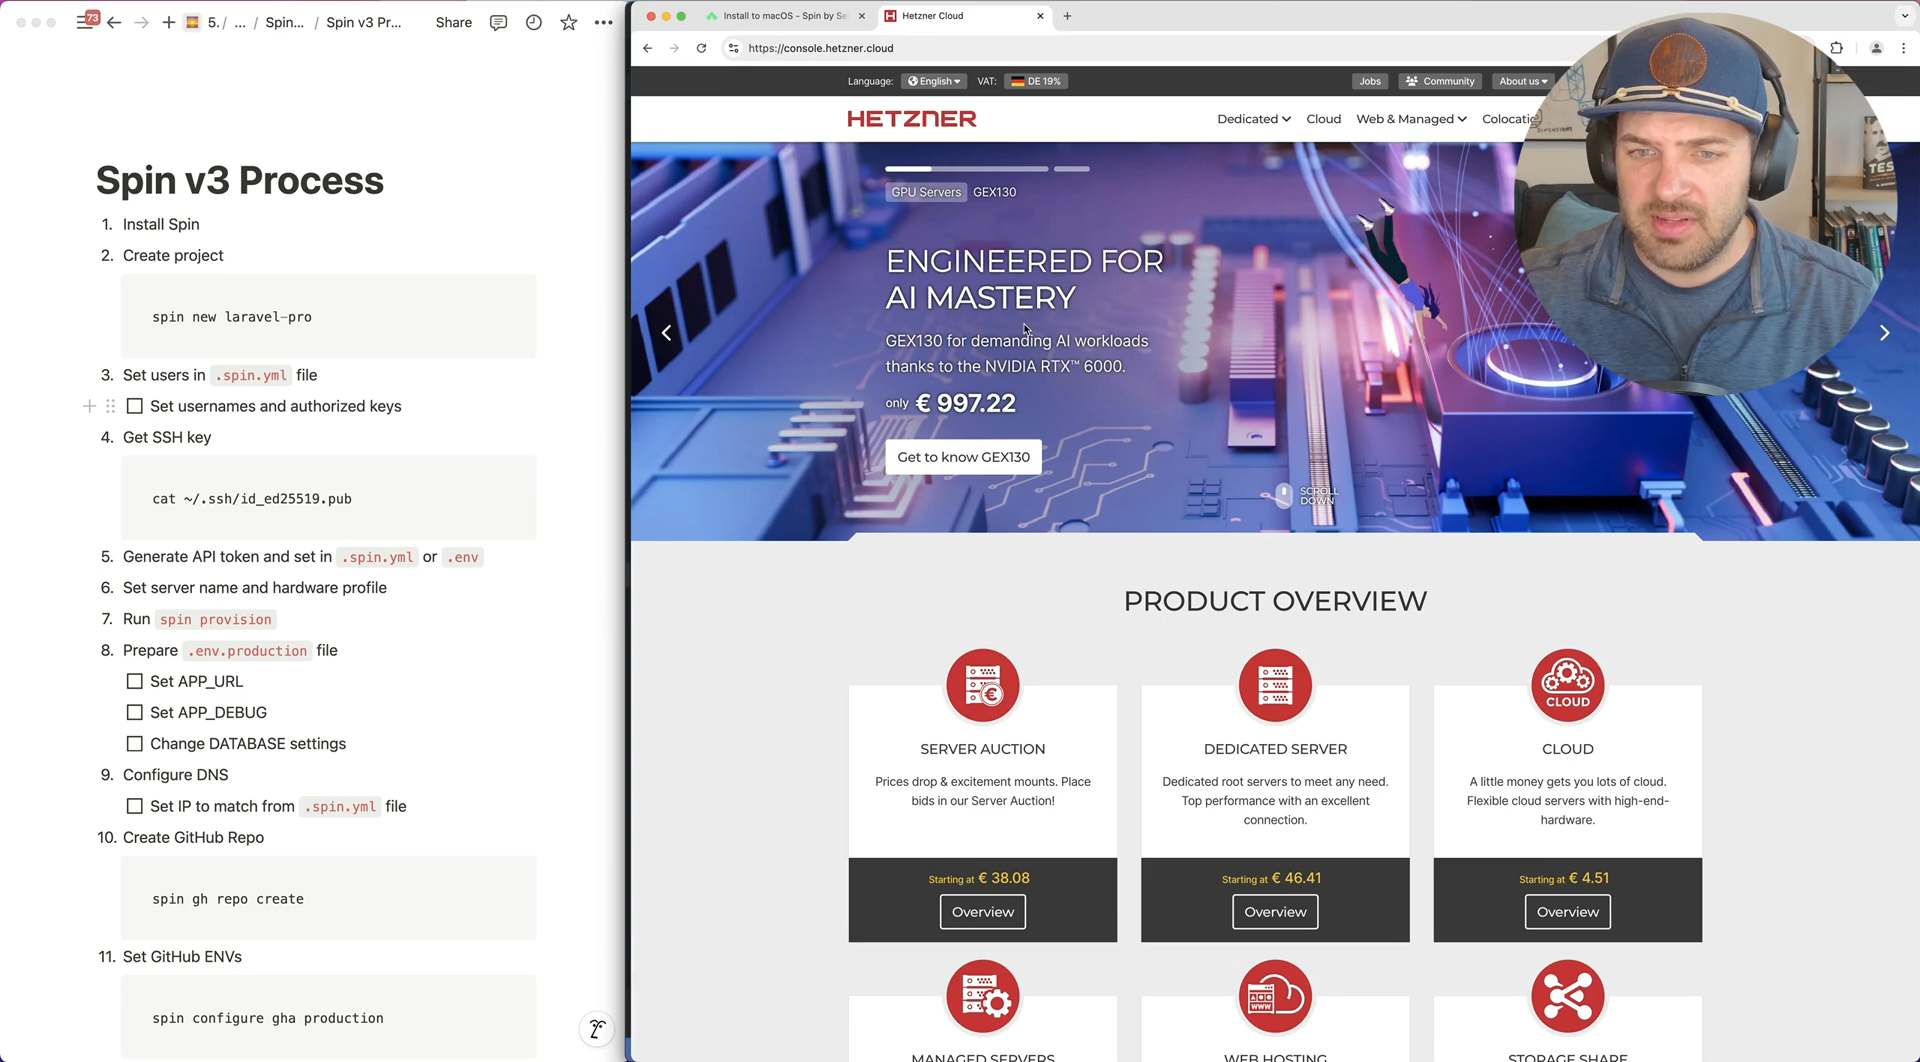 73
5. / ... / Spin... / Spin v3 Pr...
Share
Spin v3 Process
1. Install Spin
2. Create project
spin new laravel-pro
3. Set users in .spin.yml file
Set usernames and authorized keys
4. Get SSH key
cat ~/.ssh/id_ed25519.pub
5. Generate API token and set in .spin.yml or .env
6. Set server name and hardware profile
7. Run spin provision
8. Prepare .env.production file
Set APP_URL
Set APP_DEBUG
Change DATABASE settings
9. Configure DNS
Set IP to match from .spin.yml file
10. Create GitHub Repo
spin gh repo create
11. Set GitHub ENVs
spin configure gha production
Install to macOS - Spin by Se
Hetzner Cloud
https://console.hetzner.cloud
Language: English VAT: DE 19%
Jobs Community About us
HETZNER
Dedicated Cloud Web & Managed Colocatio
GPU Servers GEX130
ENGINEERED FOR
AI MASTERY
GEX130 for demanding AI workloads
thanks to the NVIDIA RTX™ 6000.
only € 997.22
Get to know GEX130
SCROLL
DOWN
PRODUCT OVERVIEW
SERVER AUCTION
Prices drop & excitement mounts. Place
bids in our Server Auction!
Starting at € 38.08
Overview
DEDICATED SERVER
Dedicated root servers to meet any need.
Top performance with an excellent
connection.
Starting at € 46.41
Overview
CLOUD
CLOUD
A little money gets you lots of cloud.
Flexible cloud servers with high-end-
hardware.
Starting at € 4.51
Overview
MANAGED SERVERS
WWW
WEB HOSTING
STORAGE SHARE